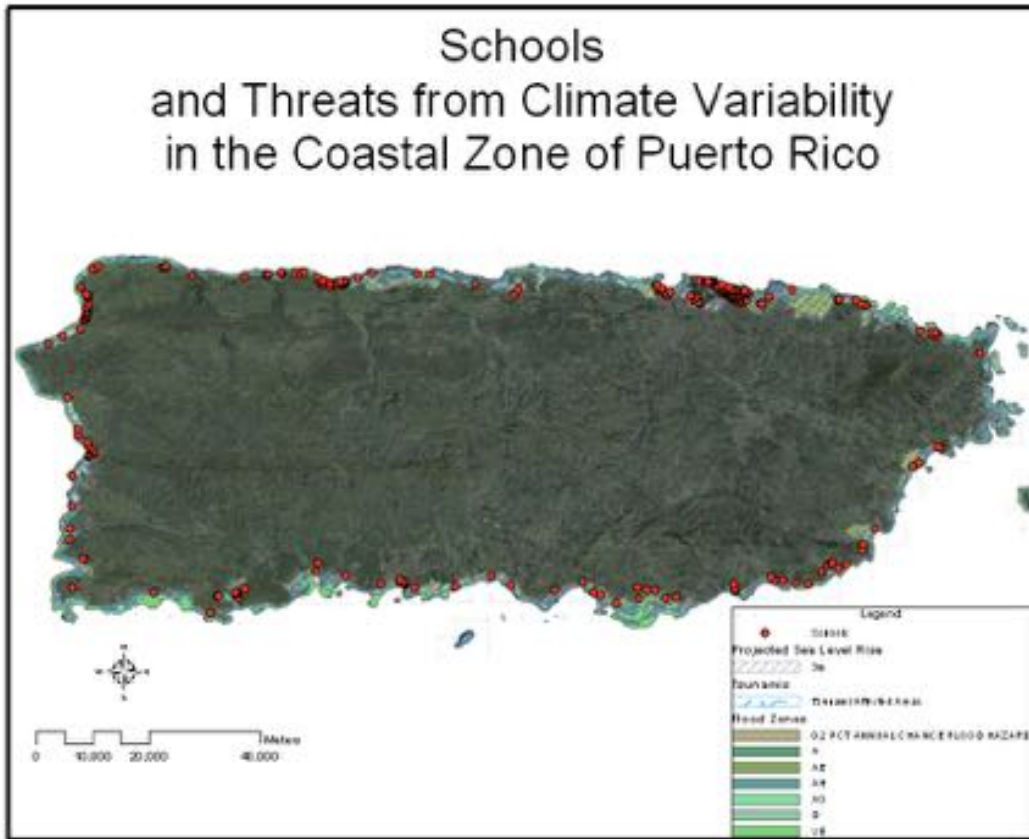 Schools
and Threats from Climate Variability
in the Coastal Zone of Puerto Rico
N
W E
S
Meters
0 10,000 20,000 40,000
Legend
Projected Sea Level Rise
Tsunamis
Flood Zones
0.2 PCT ANNUAL CHANCE FLOOD HAZARD
A
AE
AH
AO
D
VE